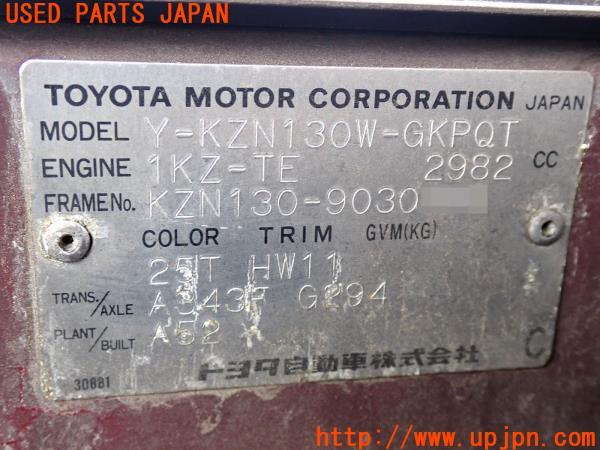 USED PARTS JAPAN
TOYOTA MOTOR CORPORATION JAPAN
MODEL Y-KZN130W-GKPQT
ENGINE 1KZ-TE 2982 CC
FRAME No. KZN130-9030
COLOR TRIM GVM(KG)
25T HW11
TRANS./AXLE A343F G294
PLANT/BUILT A52
トヨタ自動車株式会社
30881 C
http://www.upjpn.com